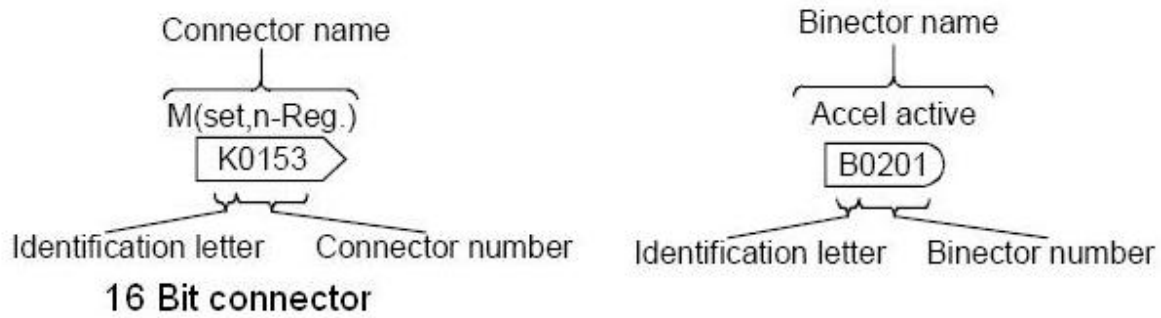 Connector name
M(set,n-Reg.)
K0153
Identification letter Connector number
16 Bit connector
Binector name
Accel active
B0201
Identification letter Binector number